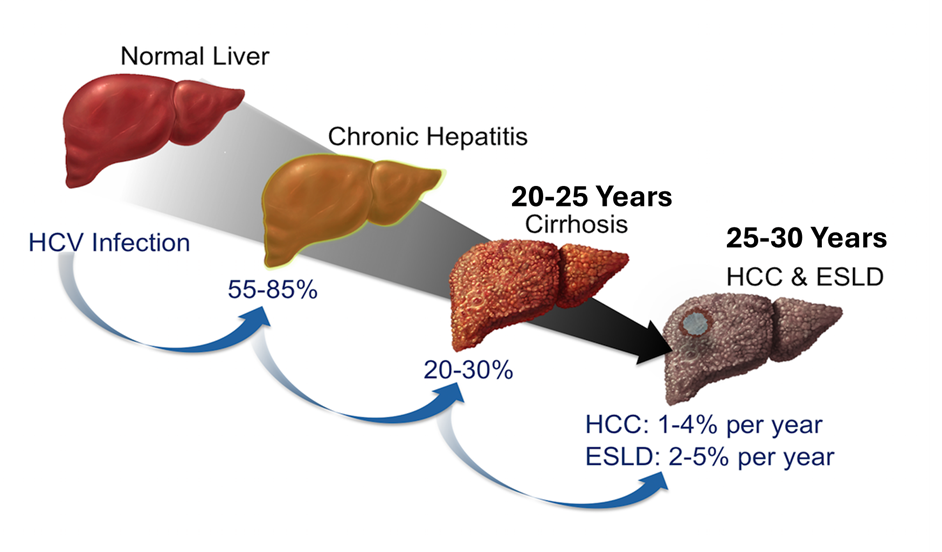 Normal Liver
Chronic Hepatitis
20-25 Years
Cirrhosis
25-30 Years
HCC & ESLD
HCV Infection
55-85%
20-30%
HCC: 1-4% per year
ESLD: 2-5% per year